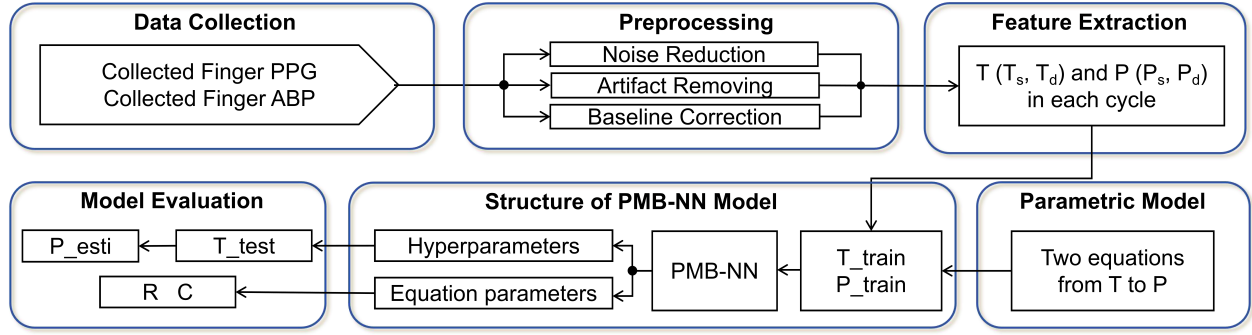 Data Collection
Collected Finger PPG
Collected Finger ABP
Preprocessing
Noise Reduction
Artifact Removing
Baseline Correction
Feature Extraction
T (Ts, Td) and P (Ps, Pd)
in each cycle
Model Evaluation
P_esti
T_test
R C
Structure of PMB-NN Model
Hyperparameters
Equation parameters
PMB-NN
T_train
P_train
Parametric Model
Two equations
from T to P